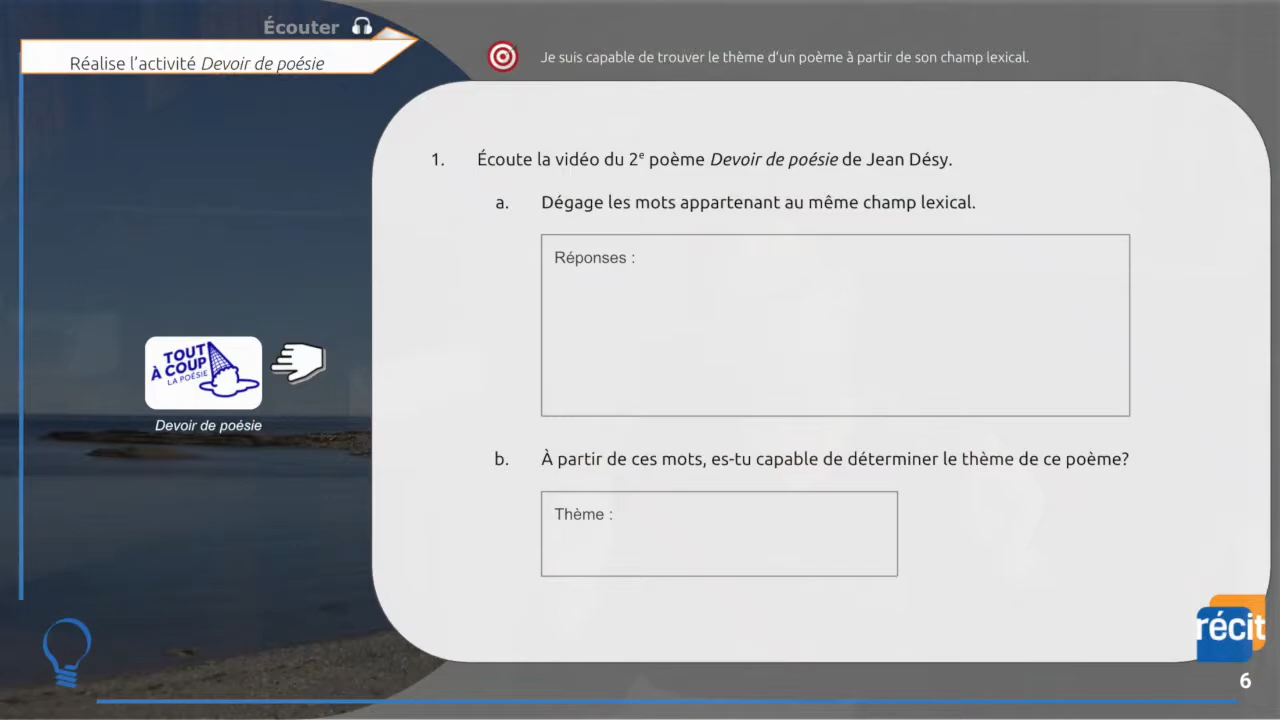 Écouter
Réalise l'activité Devoir de poésie
Je suis capable de trouver le thème d'un poème à partir de son champ lexical.
1. Écoute la vidéo du 2e poème Devoir de poésie de Jean Désy.
a. Dégage les mots appartenant au même champ lexical.
Réponses :
TOUT
À COUP
LA POÉSIE
Devoir de poésie
b. À partir de ces mots, es-tu capable de déterminer le thème de ce poème?
Thème :
récit
6